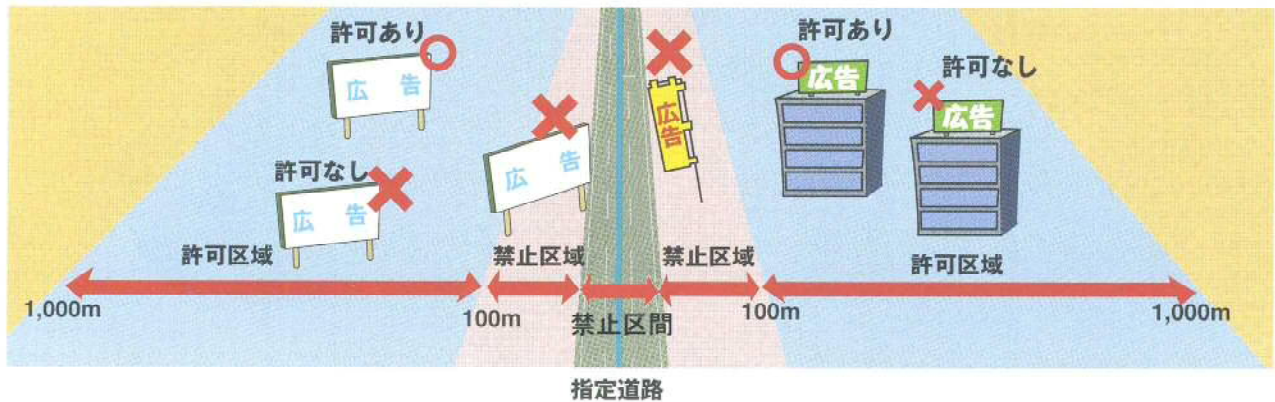 許可あり
広告
許可なし
広告
広告
広告
許可あり
広告
許可なし
広告
許可区域
禁止区域
禁止区域
許可区域
1,000m
100m
禁止区間
100m
1,000m
指定道路